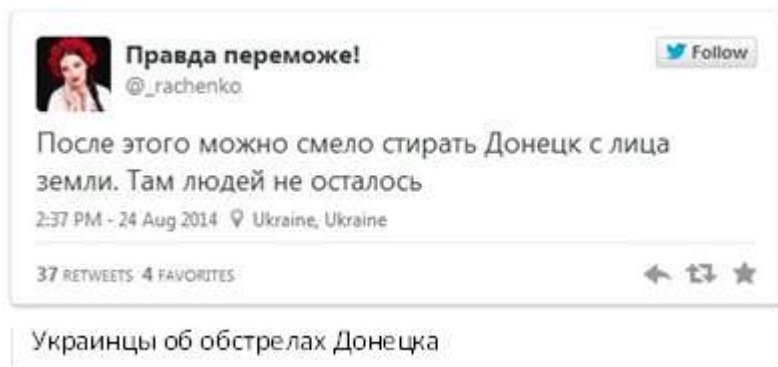 Правда переможе!
Follow
@_rachenko
После этого можно смело стирать Донецк с лица
земли. Там людей не осталось
2:37 PM - 24 Aug 2014 Ukraine, Ukraine
37 RETWEETS 4 FAVORITES
Украинцы об обстрелах Донецка